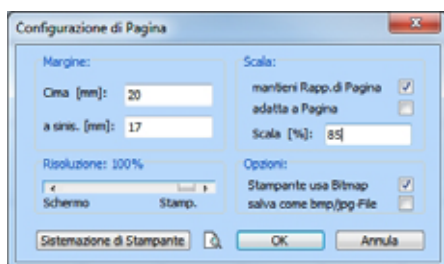 Configurazione di Pagina
Margine:
Cima [mm]: 20
a sinis. [mm]: 17
Scala:
mantieni Rapp.di Pagina
adatta a Pagina
Scala [%]: 85
Risoluzione: 100%
Schermo Stamp.
Opzioni:
Stampante usa Bitmap
salva come bmp/jpg-File
Sistemazione di Stampante OK Annulla